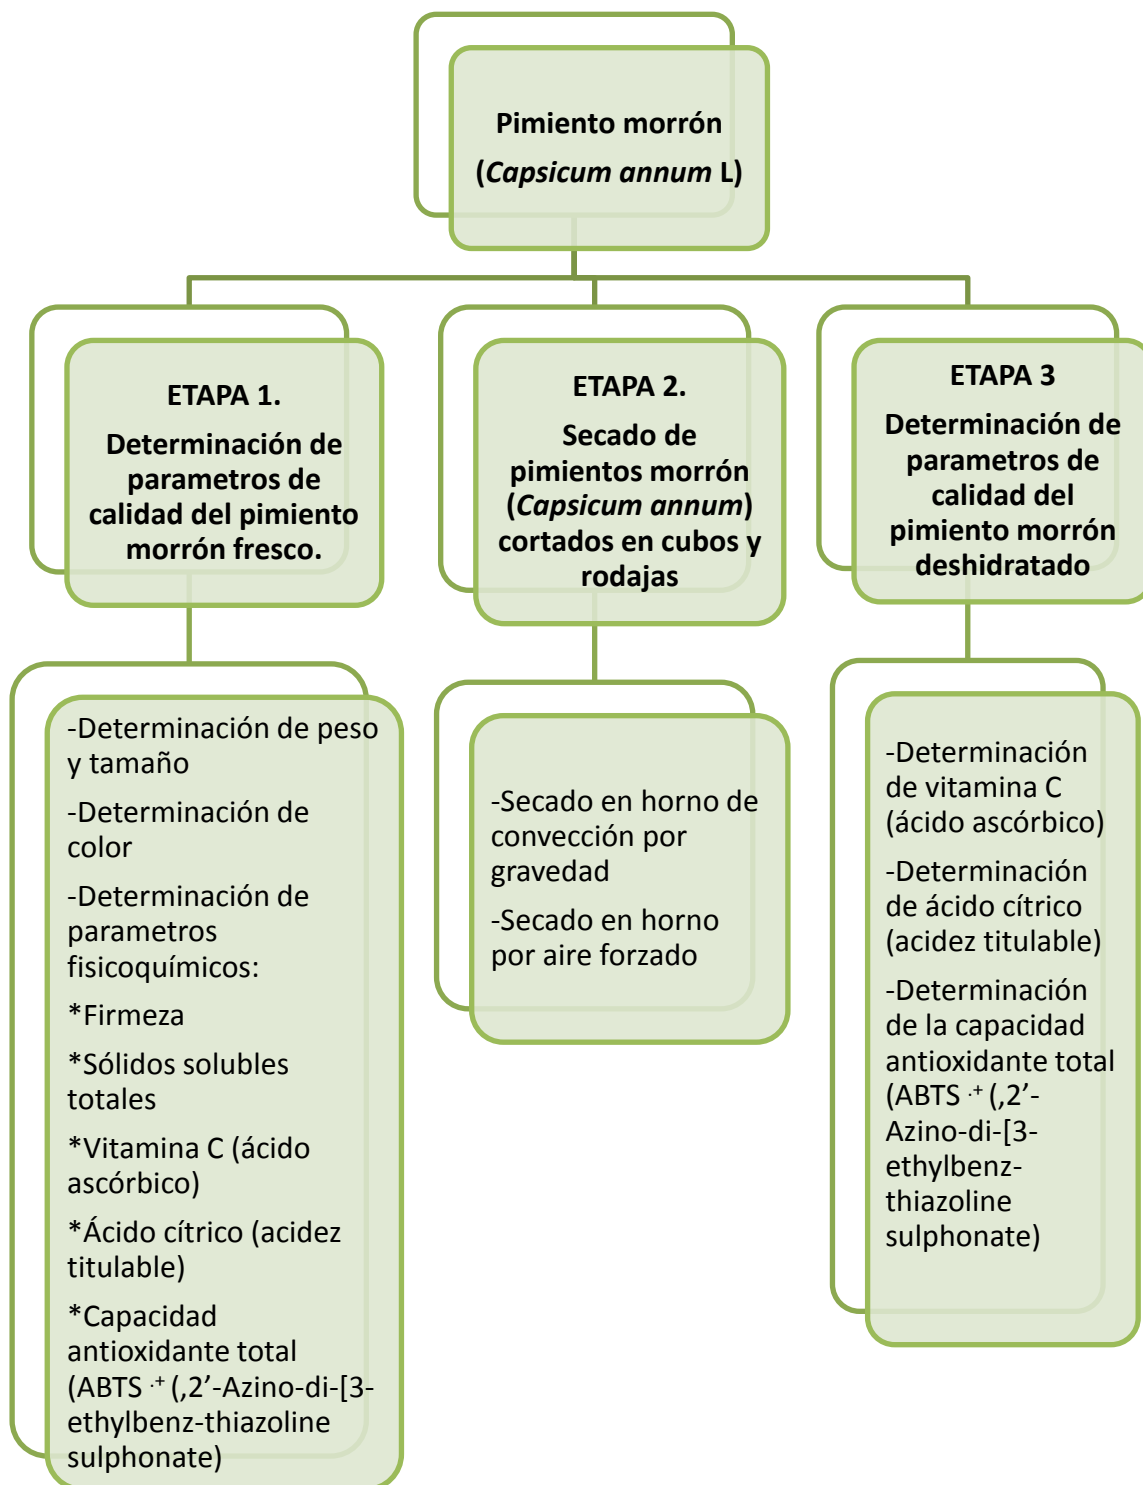 Pimiento morrón
(Capsicum annum L)
ETAPA 1.
Determinación de
parametros de
calidad del pimiento
morrón fresco.
-Determinación de peso
y tamaño
-Determinación de
color
-Determinación de
parametros
fisicoquímicos:
*Firmeza
*Sólidos solubles
totales
*Vitamina C (ácido
ascórbico)
*Ácido cítrico (acidez
titulable)
*Capacidad
antioxidante total
(ABTS ·+ (,2’-Azino-di-[3-
ethylbenz-thiazoline
sulphonate)
ETAPA 2.
Secado de
pimientos morrón
(Capsicum annum)
cortados en cubos y
rodajas
-Secado en horno de
convección por
gravedad
-Secado en horno
por aire forzado
ETAPA 3
Determinación de
parametros de
calidad del
pimiento morrón
deshidratado
-Determinación
de vitamina C
(ácido ascórbico)
-Determinación
de ácido cítrico
(acidez titulable)
-Determinación
de la capacidad
antioxidante total
(ABTS ·+ (,2’-
Azino-di-[3-
ethylbenz-
thiazoline
sulphonate)